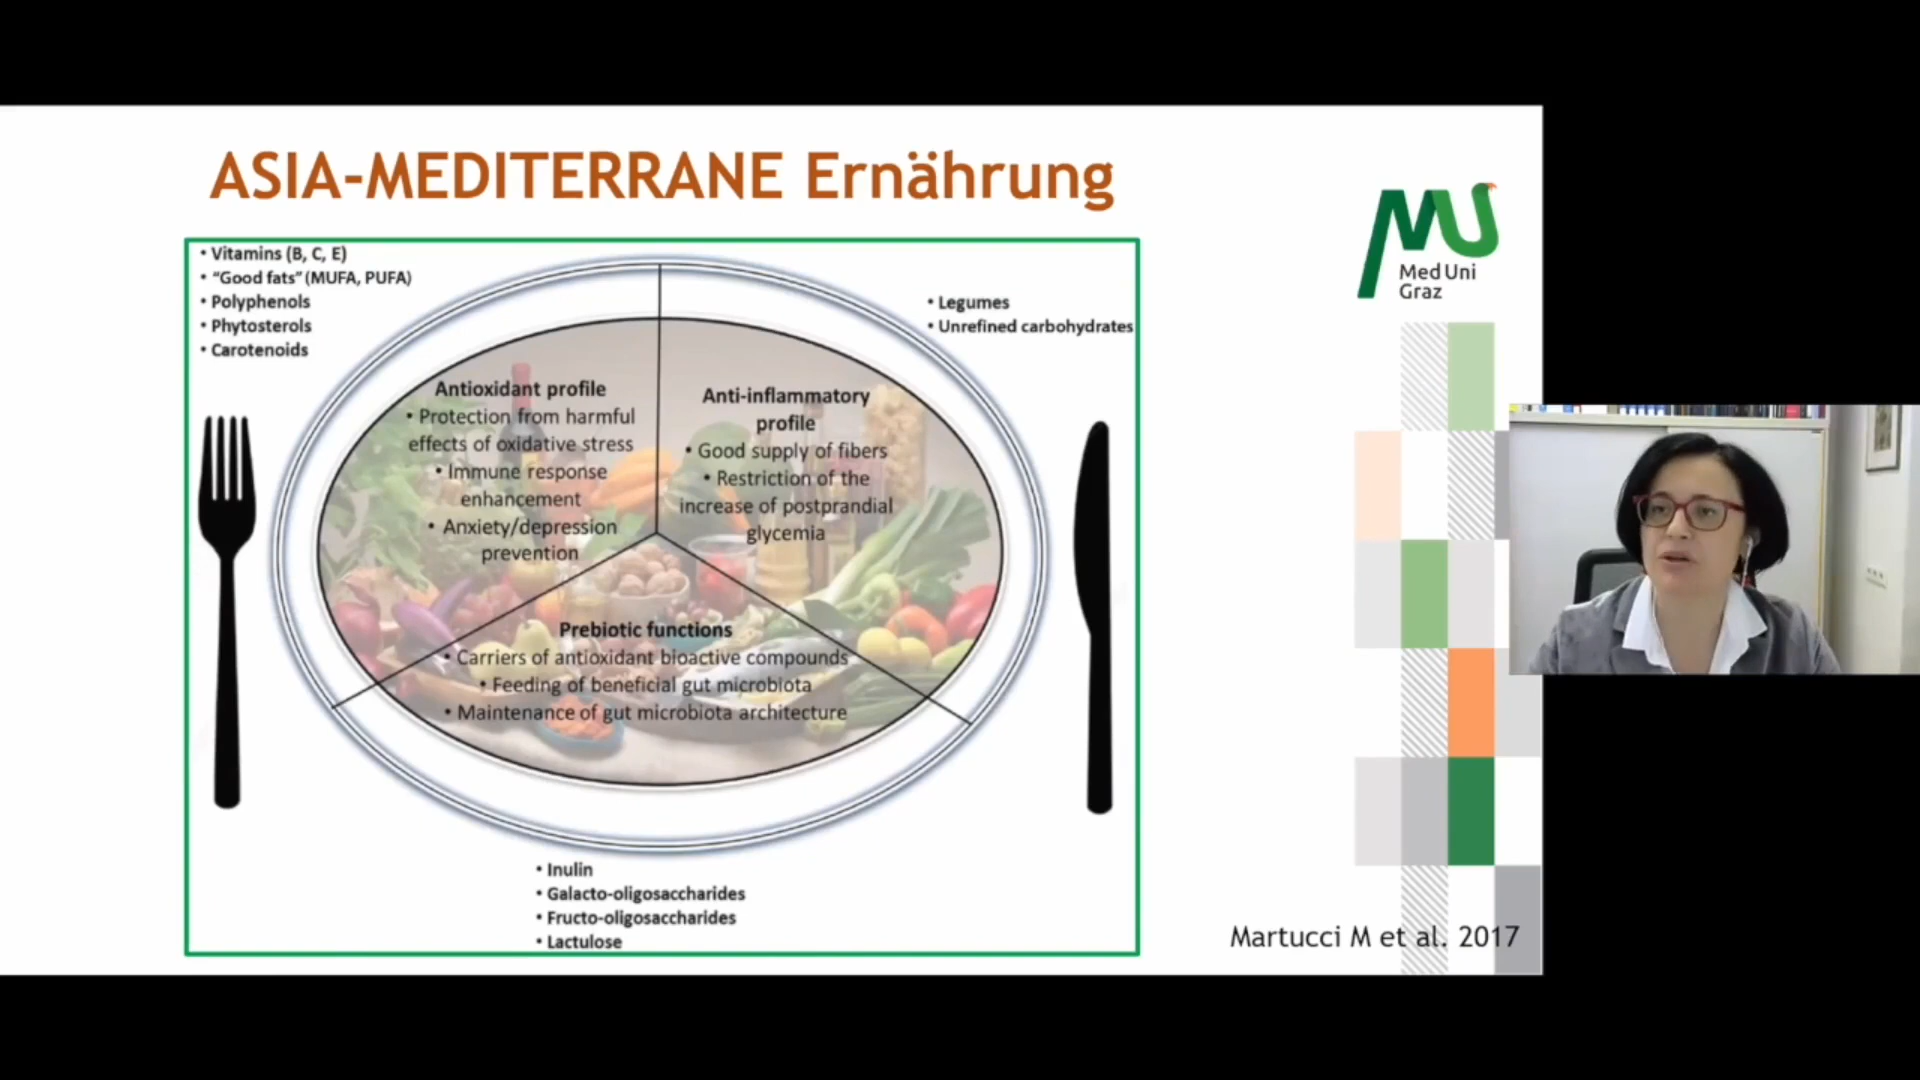 ASIA-MEDITERRANE Ernährung
• Vitamins (B, C, E)
• “Good fats” (MUFA, PUFA)
• Polyphenols
• Phytosterols
• Carotenoids
• Legumes
• Unrefined carbohydrates
Antioxidant profile
• Protection from harmful
effects of oxidative stress
• Immune response
enhancement
• Anxiety/depression
prevention
Anti-inflammatory
profile
• Good supply of fibers
• Restriction of the
increase of postprandial
glycemia
Prebiotic functions
• Carriers of antioxidant bioactive compounds
• Feeding of beneficial gut microbiota
• Maintenance of gut microbiota architecture
• Inulin
• Galacto-oligosaccharides
• Fructo-oligosaccharides
• Lactulose
Med Uni
Graz
Martucci M et al. 2017